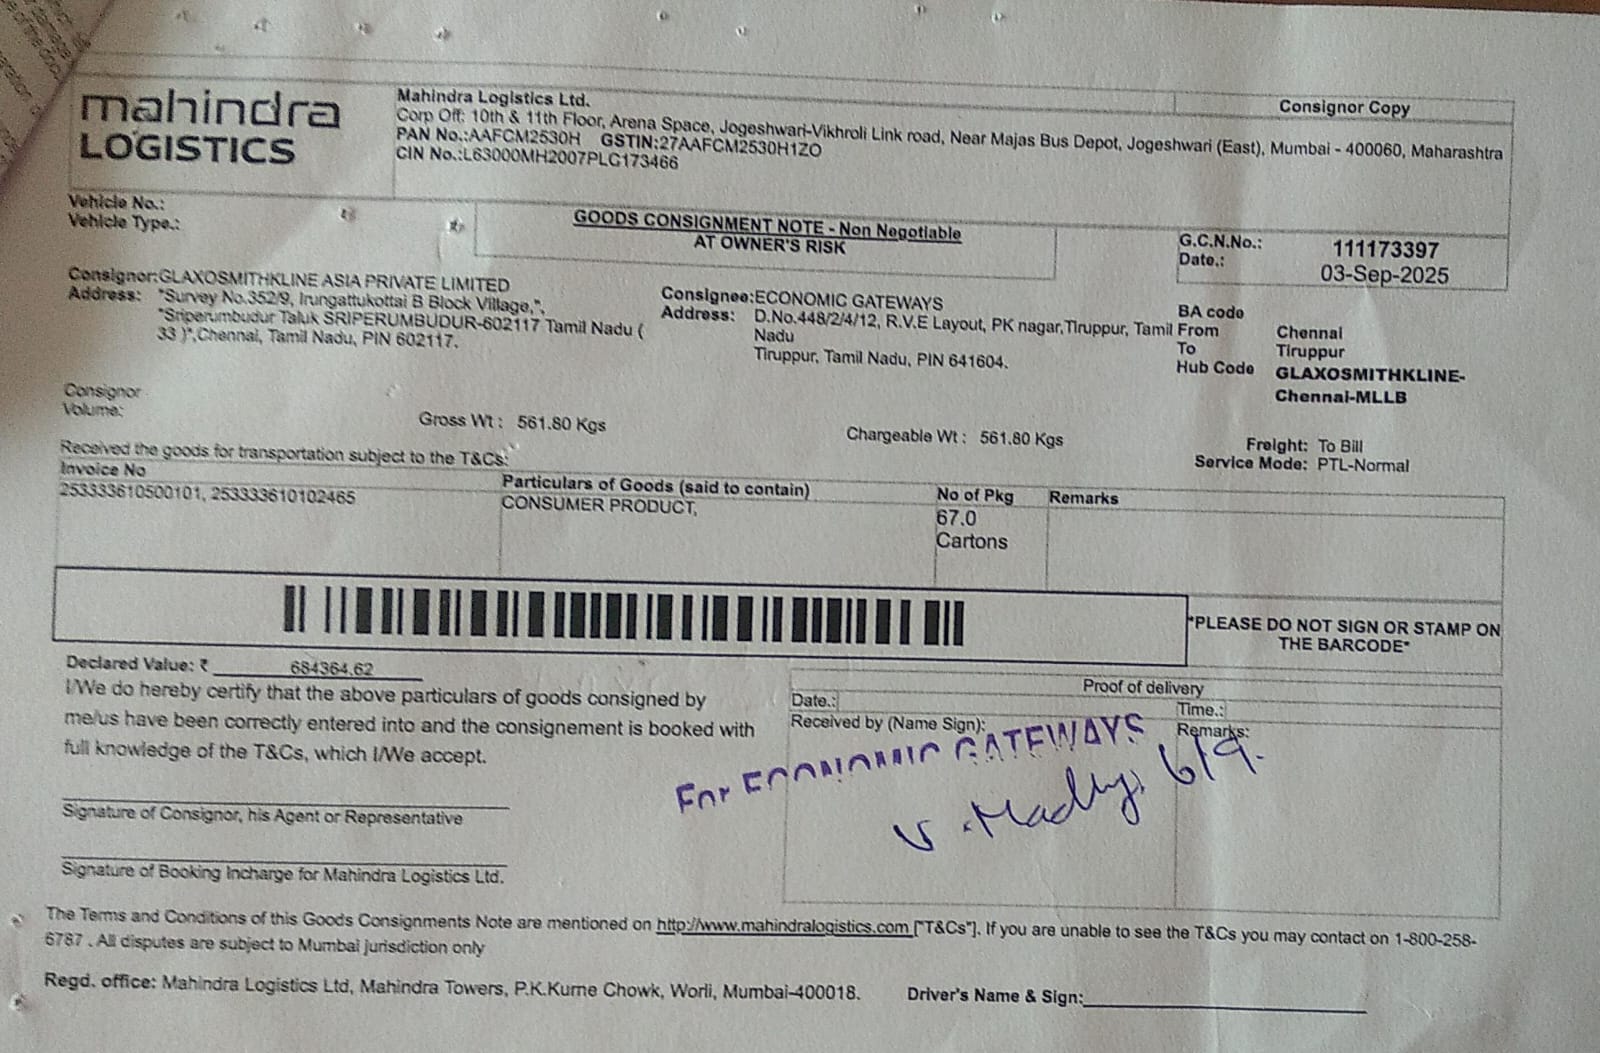 mahindra
LOGISTICS
Mahindra Logistics Ltd.
Corp Off: 10th & 11th Floor, Arena Space, Jogeshwari-Vikhroli Link road, Near Majas Bus Depot, Jogeshwari (East), Mumbai - 400060, Maharashtra
PAN No.:AAFCM2530H GSTIN:27AAFCM2530H1ZO
CIN No.:L63000MH2007PLC173466
Consignor Copy
Vehicle No.:
Vehicle Type.:
GOODS CONSIGNMENT NOTE - Non Negotiable
AT OWNER'S RISK
G.C.N.No.: 111173397
Date.: 03-Sep-2025
Consignor:GLAXOSMITHKLINE ASIA PRIVATE LIMITED
Address: "Survey No.352/9, Irungattukottai B Block Village,",
"Sriperumbudur Taluk SRIPERUMBUDUR-602117 Tamil Nadu (
33 )",Chennai, Tamil Nadu, PIN 602117.
Consignee:ECONOMIC GATEWAYS
Address: D.No.448/2/4/12, R.V.E Layout, PK nagar,Tiruppur, Tamil
Nadu
Tiruppur, Tamil Nadu, PIN 641604.
BA code
From Chennai
To Tiruppur
Hub Code GLAXOSMITHKLINE-
Chennai-MLLB
Consignor
Volume:
Gross Wt : 561.80 Kgs
Chargeable Wt : 561.80 Kgs
Freight: To Bill
Service Mode: PTL-Normal
Received the goods for transportation subject to the T&Cs:
Invoice No
253333610500101, 253333610102465
Particulars of Goods (said to contain)
CONSUMER PRODUCT,
No of Pkg
67.0
Cartons
Remarks
*PLEASE DO NOT SIGN OR STAMP ON
THE BARCODE*
Declared Value: ₹ 684364.62
I/We do hereby certify that the above particulars of goods consigned by
me/us have been correctly entered into and the consignement is booked with
full knowledge of the T&Cs, which I/We accept.
Proof of delivery
Date.:
Time.:
Received by (Name Sign):
Remarks:
For ECONOMIC GATEWAYS
V. Madhy, 6/9.
Signature of Consignor, his Agent or Representative
Signature of Booking Incharge for Mahindra Logistics Ltd.
The Terms and Conditions of this Goods Consignments Note are mentioned on http://www.mahindralogistics.com ["T&Cs"]. If you are unable to see the T&Cs you may contact on 1-800-258-
6787 . All disputes are subject to Mumbai jurisdiction only
Regd. office: Mahindra Logistics Ltd, Mahindra Towers, P.K.Kurne Chowk, Worli, Mumbai-400018.
Driver's Name & Sign: